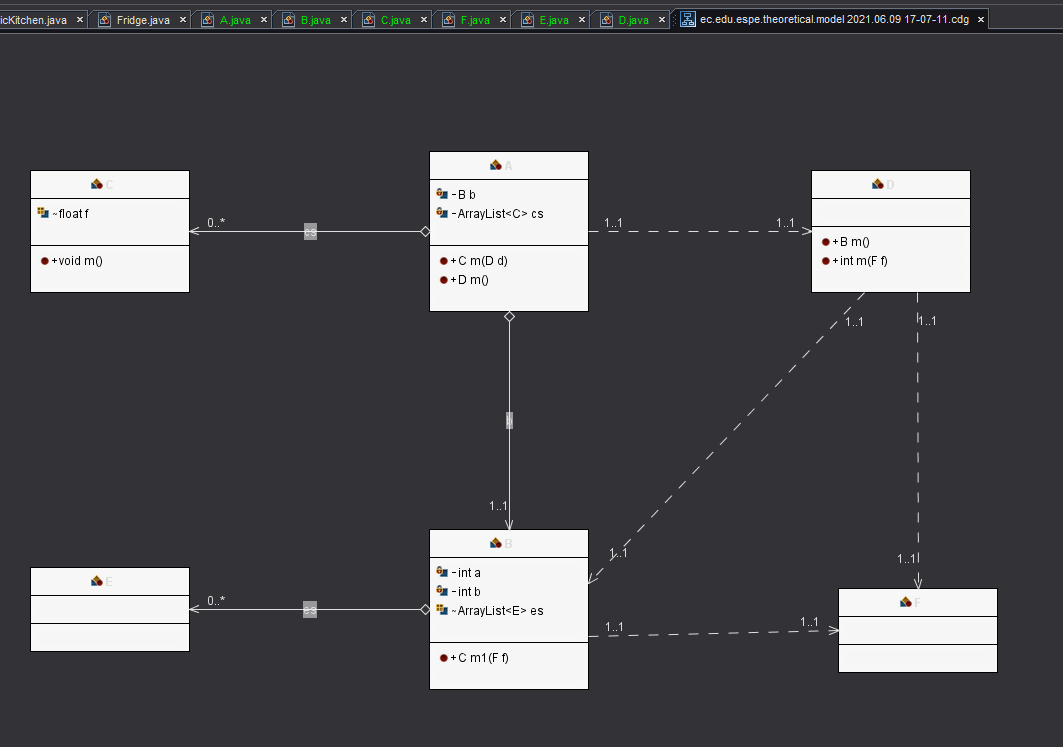 icKitchen.java × Fridge.java × A.java × B.java × C.java × F.java × E.java × D.java × ec.edu.espe.theoretical.model 2021.06.09 17-07-11.cdg ×
A
- B b
- ArrayList<C> cs
+ C m(D d)
+ D m()
C
~ float f
+ void m()
0..*
cs
1..1
1..1
D
+ B m()
+ int m(F f)
1..1
1..1
b
1..1
B
- int a
- int b
~ ArrayList<E> es
+ C m1(F f)
1..1
1..1
E
0..*
es
1..1
1..1
F